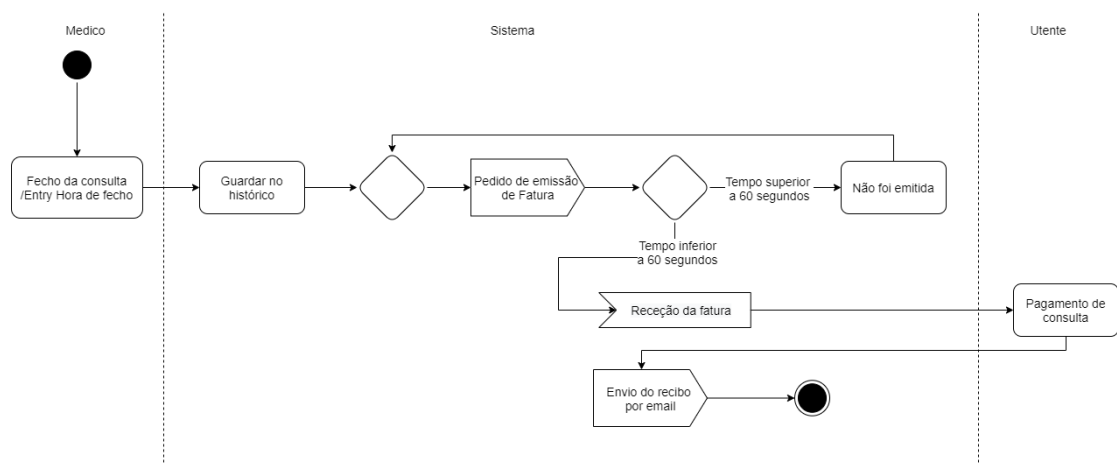 Medico
Sistema
Utente
Fecho da consulta
/Entry Hora de fecho
Guardar no
histórico
Pedido de emissão
de Fatura
Tempo superior
a 60 segundos
Não foi emitida
Tempo inferior
a 60 segundos
Receção da fatura
Pagamento de
consulta
Envio do recibo
por email